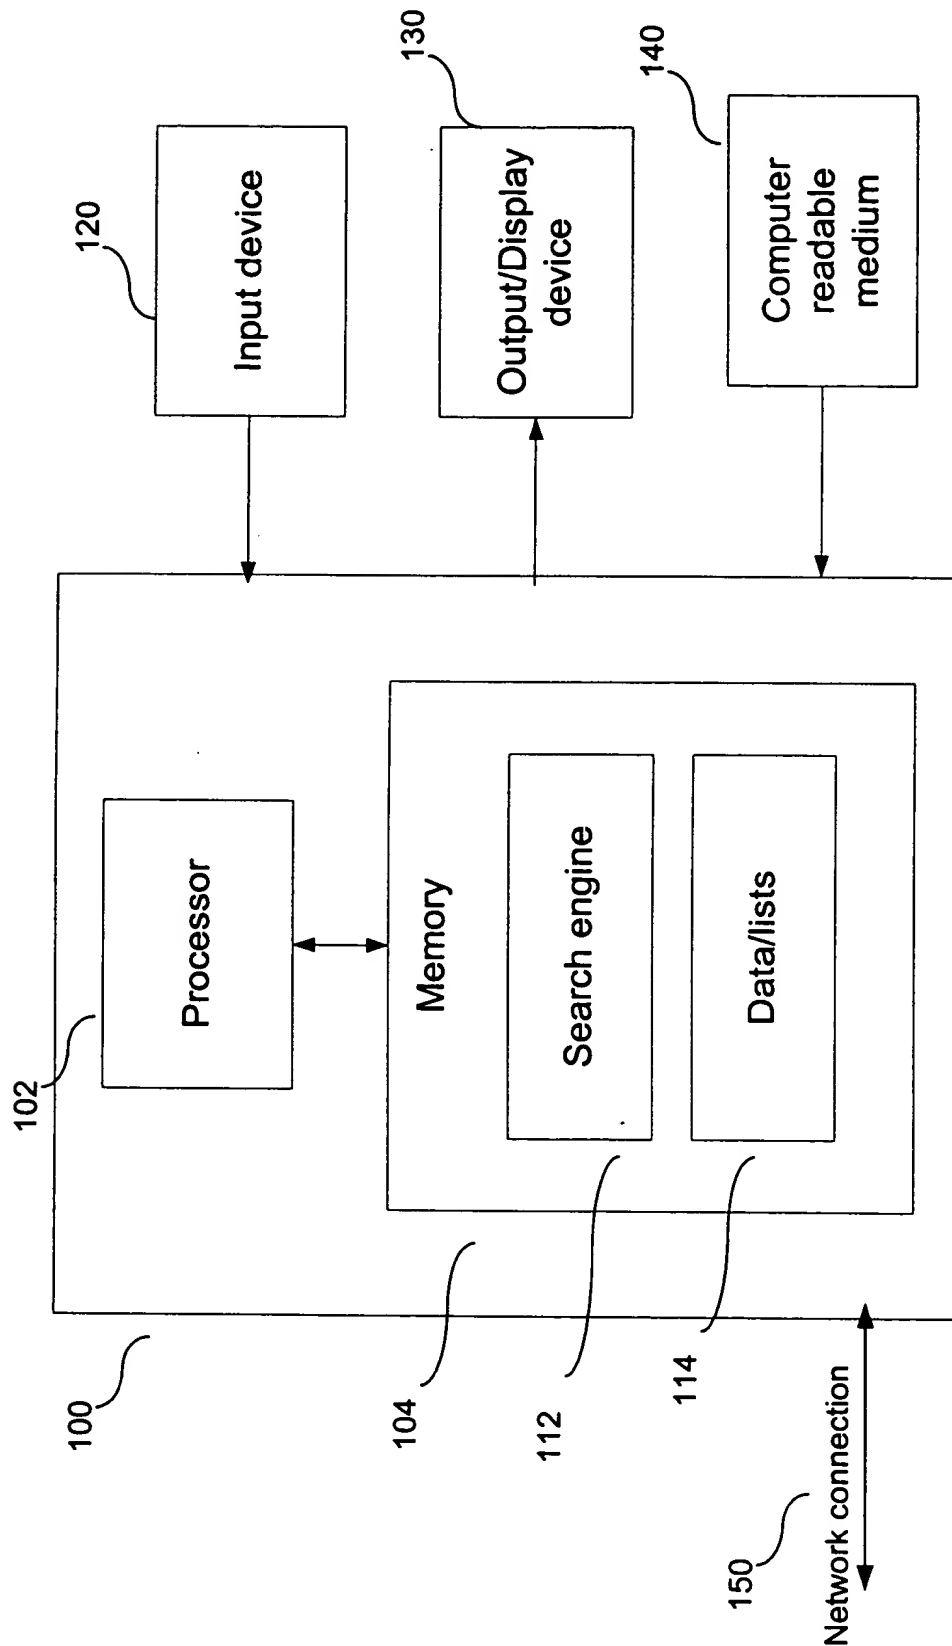 100
102
Processor
104
Memory
112
Search engine
114
Data/lists
150
Network connection
120
Input device
130
Output/Display
device
140
Computer
readable
medium